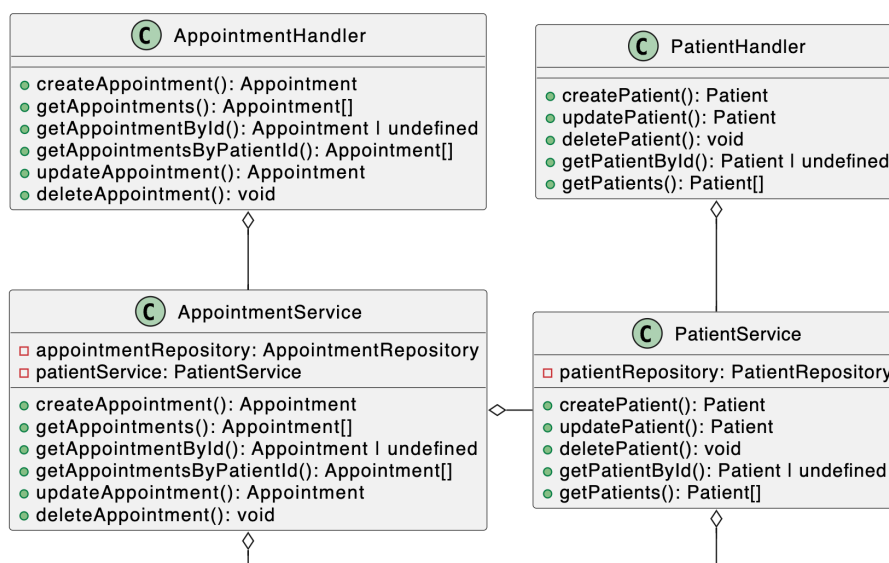 C AppointmentHandler
createAppointment(): Appointment
getAppointments(): Appointment[]
getAppointmentById(): Appointment | undefined
getAppointmentsByPatientId(): Appointment[]
updateAppointment(): Appointment
deleteAppointment(): void
C PatientHandler
createPatient(): Patient
updatePatient(): Patient
deletePatient(): void
getPatientById(): Patient | undefined
getPatients(): Patient[]
C AppointmentService
appointmentRepository: AppointmentRepository
patientService: PatientService
createAppointment(): Appointment
getAppointments(): Appointment[]
getAppointmentById(): Appointment | undefined
getAppointmentsByPatientId(): Appointment[]
updateAppointment(): Appointment
deleteAppointment(): void
C PatientService
patientRepository: PatientRepository
createPatient(): Patient
updatePatient(): Patient
deletePatient(): void
getPatientById(): Patient | undefined
getPatients(): Patient[]